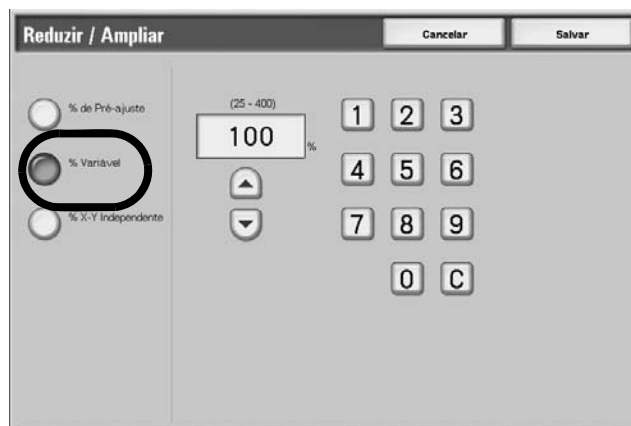 Reduzir / Ampliar
Cancelar
Salvar
% de Pré-ajuste
% Variável
% X-Y Independente
(25 - 400)
100 %
1 2 3
4 5 6
7 8 9
0 C